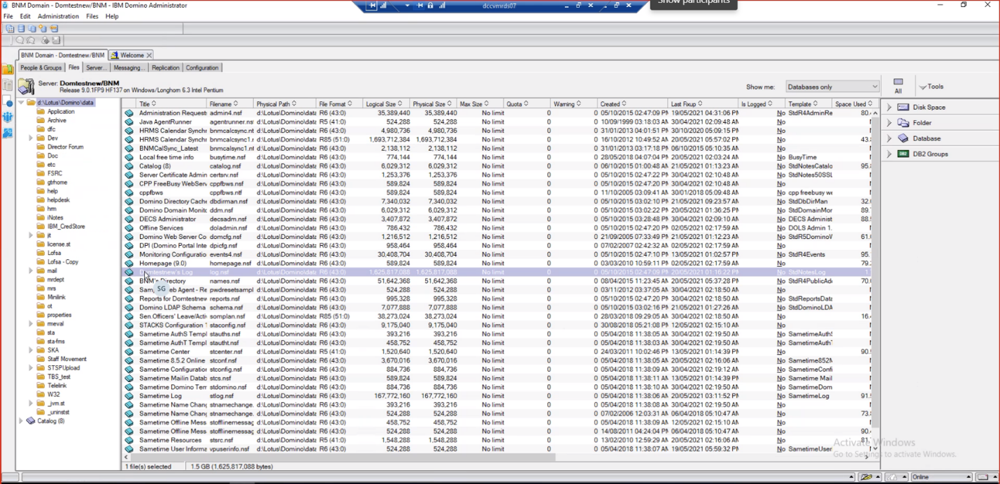 BNM Domain - Domtestnew/BNM - IBM Domino Administrator
dccvmrds07
Show participants
File Edit Administration Files Help
BNM Domain - Domtestnew/BNM Welcome
People & Groups Files Server... Messaging... Replication Configuration
Server: Domtestnew/BNM
Release 9.0.1FP9 HF137 on Windows/Longhorn 6.3 Intel Pentium
Show me: Databases only All Tools
d:\Lotus\Domino\data
Application
Archive
dfc
Dev
Director Forum
Doc
etc
FSRC
gtrhome
help
helpdesk
hm
iNotes
IBM_CredStore
jt
license.st
Lofsa
Lofsa - Copy
mail
mrdept
mrs
Minilink
ot
properties
rneval
sta
sta-fms
SKA
Staff Movement
STSPUpload
TBS_test
Telelink
W32
_jvm.st
_uninstst
Catalog (8)
Title Filename Physical Path File Format Logical Size Physical Size Max Size Quota Warning Created Last Fixup Is Logged Template Space Used
Administration Requests admin4.nsf d:\Lotus\Domino\data R6 (43:0) 35,389,440 35,389,440 No limit 0 0 05/10/2015 02:47:09 PM 19/05/2021 04:31:06 PM No StdR4AdminRe 80.
Java AgentRunner agentrunner.ns d:\Lotus\Domino\data R5 (41:0) 524,288 524,288 No limit 0 0 10/09/1999 03:18:03 AM 30/04/2021 02:09:48 AM No
HRMS Calendar Synchr bnmcalsync.nt d:\Lotus\Domino\data R6 (43:0) 4,980,736 4,980,736 No limit 0 0 31/01/2013 04:01:51 PM 30/10/2020 05:09:15 PM No
HRMS Calendar Synchr bnmcalsync1.r d:\Lotus\Domino\data R85 (51:0) 1,693,712,384 1,693,712,384 No limit 0 0 16/10/2012 10:49:52 AM 20/05/2021 05:57:02 PM No 43.
BNMCalSync_Latest bnmcalsync1.nt d:\Lotus\Domino\data R6 (43:0) 2,138,112 2,138,112 No limit 0 0 31/01/2013 03:17:18 PM 06/10/2015 05:10:35 AM No
Local free time info busytime.nsf d:\Lotus\Domino\data R6 (43:0) 774,144 774,144 No limit 0 0 28/05/2018 04:07:04 PM 20/05/2021 02:03:24 AM No BusyTime
Catalog (8) catalog.nsf d:\Lotus\Domino\data R6 (43:0) 6,029,312 6,029,312 No limit 0 0 06/10/2015 01:00:48 AM 21/05/2021 01:13:23 AM No StdNotesCatalo 95.
Server Certificate Admin certsrv.nsf d:\Lotus\Domino\data R6 (43:0) 1,253,376 1,253,376 No limit 0 0 05/10/2015 02:47:22 PM 30/04/2021 02:10:48 AM No StdNotes50SSL
CPP FreeBusy WebServ cppfbws.nsf d:\Lotus\Domino\data R6 (43:0) 589,824 589,824 No limit 0 0 05/10/2015 02:47:20 PM 30/04/2021 02:10:48 AM No
cppfbws cppfbws.ntf d:\Lotus\Domino\data R6 (43:0) 589,824 589,824 No limit 0 0 11/10/2005 03:09:41 AM 30/01/2018 05:09:48 AM No cpp freebusy we
Domino Directory Cache dbdirman.nsf d:\Lotus\Domino\data R6 (43:0) 7,340,032 7,340,032 No limit 0 0 05/10/2015 03:02:10 PM 21/05/2021 09:23:57 AM No StdDbDirMan 32.
Domino Domain Monito ddm.nsf d:\Lotus\Domino\data R6 (43:0) 6,029,312 6,029,312 No limit 0 0 05/10/2015 03:02:22 PM 20/05/2021 01:36:25 PM No StdDomainMor 89.
DECS Administrator decsadm.nsf d:\Lotus\Domino\data R6 (43:0) 3,407,872 3,407,872 No limit 0 0 05/10/2015 03:28:48 PM 30/04/2021 02:09:10 AM No DECS Administ 88.
Offline Services doladmin.nsf d:\Lotus\Domino\data R6 (43:0) 786,432 786,432 No limit 0 0 05/10/2015 02:47:20 PM 02/05/2021 02:17:59 AM No DOLS Admin 1.
Domino Web Server Co domcfg.nsf d:\Lotus\Domino\data R6 (43:0) 1,216,512 1,216,512 No limit 0 0 21/09/2005 07:33:49 PM 21/01/2021 05:12:23 AM No StdR5DominoV 61.
DPI (Domino Portal Inte dpicfg.nsf d:\Lotus\Domino\data R6 (43:0) 958,464 958,464 No limit 0 0 07/02/2007 02:42:32 AM 02/05/2021 02:17:59 AM No
Monitoring Configuratio events4.nsf d:\Lotus\Domino\data R6 (43:0) 30,408,704 30,408,704 No limit 0 0 05/10/2015 02:47:10 PM 13/05/2021 01:02:57 PM No StdR4Events 95.
Homepage (9.0) homepage.nsf d:\Lotus\Domino\data R6 (43:0) 589,824 589,824 No limit 0 0 03/03/2010 10:59:11 PM 02/05/2021 02:17:59 AM No 79.
Domtestnew's Log log.nsf d:\Lotus\Domino\data R6 (43:0) 1,625,817,088 1,625,817,088 No limit 0 0 05/10/2015 02:47:09 PM 20/05/2021 01:16:22 PM No StdNotesLog 1.
BNM's Directory names.nsf d:\Lotus\Domino\data R6 (43:0) 51,642,368 51,642,368 No limit 0 0 08/04/2015 11:23:45 AM 20/05/2021 05:37:28 PM No StdR4PublicAd 70.
SG
eb Agent - Re pwdresetsampl d:\Lotus\Domino\data R6 (43:0) 524,288 524,288 No limit 0 0 03/11/2012 03:37:05 AM 30/04/2021 02:18:50 AM No
Reports for Domtestnew reports.nsf d:\Lotus\Domino\data R6 (43:0) 995,328 995,328 No limit 0 0 05/10/2015 02:47:20 PM 30/04/2021 02:18:50 AM No StdReportsData
Domino LDAP Schema schema.nsf d:\Lotus\Domino\data R6 (43:0) 7,077,888 7,077,888 No limit 0 0 05/10/2015 03:02:16 PM 21/05/2021 01:27:26 AM No StdDominoLDA
Sen.Officers' Leave/Acti somplan.nsf d:\Lotus\Domino\data R85 (51:0) 38,273,024 38,273,024 No limit 0 0 28/03/2018 09:29:05 AM 30/04/2021 02:18:50 AM No 16.
STACKS Configuration 1 staconfig.nsf d:\Lotus\Domino\data R6 (43:0) 9,175,040 9,175,040 No limit 0 0 30/08/2018 05:21:08 PM 12/05/2021 02:15:10 AM No
Sametime AuthS Templ stauths.nsf d:\Lotus\Domino\data R6 (43:0) 393,216 393,216 No limit 0 0 05/04/2018 11:38:05 AM 30/04/2021 02:18:50 AM No SametimeAuthS
Sametime AuthT Templ stautht.nsf d:\Lotus\Domino\data R6 (43:0) 458,752 458,752 No limit 0 0 05/04/2018 11:38:03 AM 30/04/2021 02:18:50 AM No SametimeAuth
Sametime Center stcenter.nsf d:\Lotus\Domino\data R5 (41:0) 1,520,640 1,520,640 No limit 0 0 24/03/2011 10:02:46 PM 13/05/2021 01:14:39 PM No 90.
Sametime 8.5.2 Online stconf.nsf d:\Lotus\Domino\data R6 (43:0) 3,670,016 3,670,016 No limit 0 0 05/04/2018 11:38:05 AM 20/05/2021 02:16:06 AM No Sametime852N
Sametime Configuratior stconfig.nsf d:\Lotus\Domino\data R6 (43:0) 884,736 884,736 No limit 0 0 05/04/2018 11:38:09 AM 30/04/2021 02:19:12 AM No SametimeConfi
Sametime Mailin Datab stcs.nsf d:\Lotus\Domino\data R6 (43:0) 589,824 589,824 No limit 0 0 05/04/2018 11:38:11 AM 13/05/2021 01:14:39 PM No Sametime Mail
Sametime Domino Tem stdomino.nsf d:\Lotus\Domino\data R6 (43:0) 884,736 884,736 No limit 0 0 05/04/2018 11:38:10 AM 30/04/2021 02:19:50 AM No SametimeDom
Sametime Log stlog.nsf d:\Lotus\Domino\data R6 (43:0) 167,772,160 167,772,160 No limit 0 0 05/04/2018 11:38:06 AM 20/05/2021 03:11:52 PM No SametimeLog 91.
Sametime Name Chang stnamechange. d:\Lotus\Domino\data R6 (43:0) 393,216 393,216 No limit 0 0 05/04/2018 11:38:08 AM 30/04/2021 02:19:50 AM No
Sametime Name Chang stnamechange. d:\Lotus\Domino\data R6 (43:0) 524,288 524,288 No limit 0 0 07/02/2006 12:03:31 AM 06/04/2018 05:10:47 AM No 73.
Sametime Offline Mess stofflinemessag d:\Lotus\Domino\data R6 (43:0) 458,752 458,752 No limit 0 0 05/04/2018 11:38:09 AM 12/05/2021 02:15:10 AM No
Sametime Offline Mess stofflinemessag d:\Lotus\Domino\data R6 (43:0) 524,288 524,288 No limit 0 0 14/08/2011 04:24:04 PM 06/04/2018 05:10:47 AM No 90.
Sametime Resources stsrc.nsf d:\Lotus\Domino\data R5 (41:0) 1,548,288 1,548,288 No limit 0 0 13/02/2010 12:59:29 AM 20/05/2021 02:16:06 AM No 81.
Sametime User Informa vpuserinfo.nsf d:\Lotus\Domino\data R6 (43:0) 524,288 524,288 No limit 0 0 05/04/2018 11:38:07 AM 19/05/2021 05:59:32 PM No SametimeUser
Disk Space
Folder
Database
DB2 Groups
Activate Windows
Go to Settings to activate Windows.
1 file(s) selected 1.5 GB (1,625,817,088 bytes)
Online